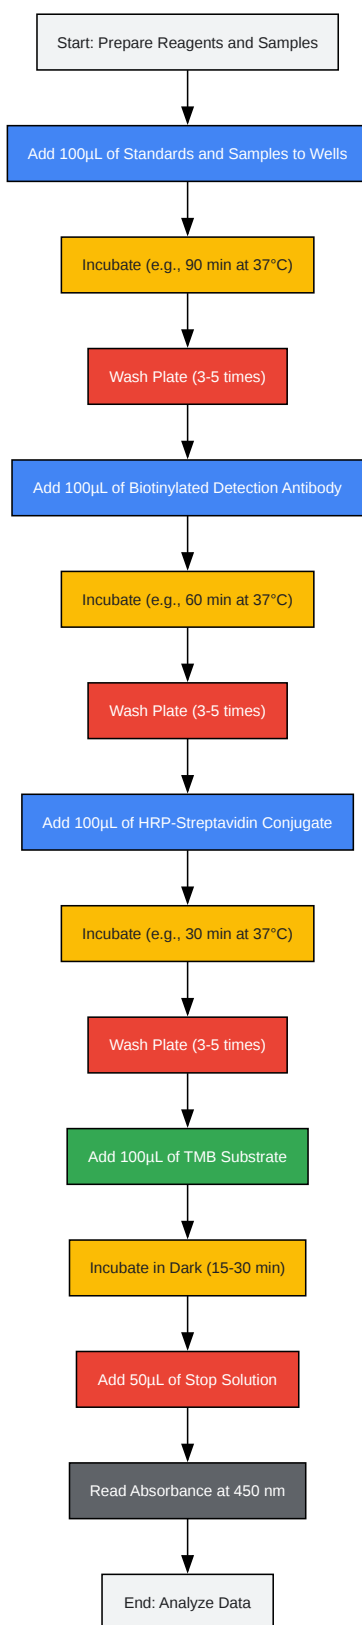 Start: Prepare Reagents and Samples
Add 100µL of Standards and Samples to Wells
Incubate (e.g., 90 min at 37°C)
Wash Plate (3-5 times)
Add 100µL of Biotinylated Detection Antibody
Incubate (e.g., 60 min at 37°C)
Wash Plate (3-5 times)
Add 100µL of HRP-Streptavidin Conjugate
Incubate (e.g., 30 min at 37°C)
Wash Plate (3-5 times)
Add 100µL of TMB Substrate
Incubate in Dark (15-30 min)
Add 50µL of Stop Solution
Read Absorbance at 450 nm
End: Analyze Data